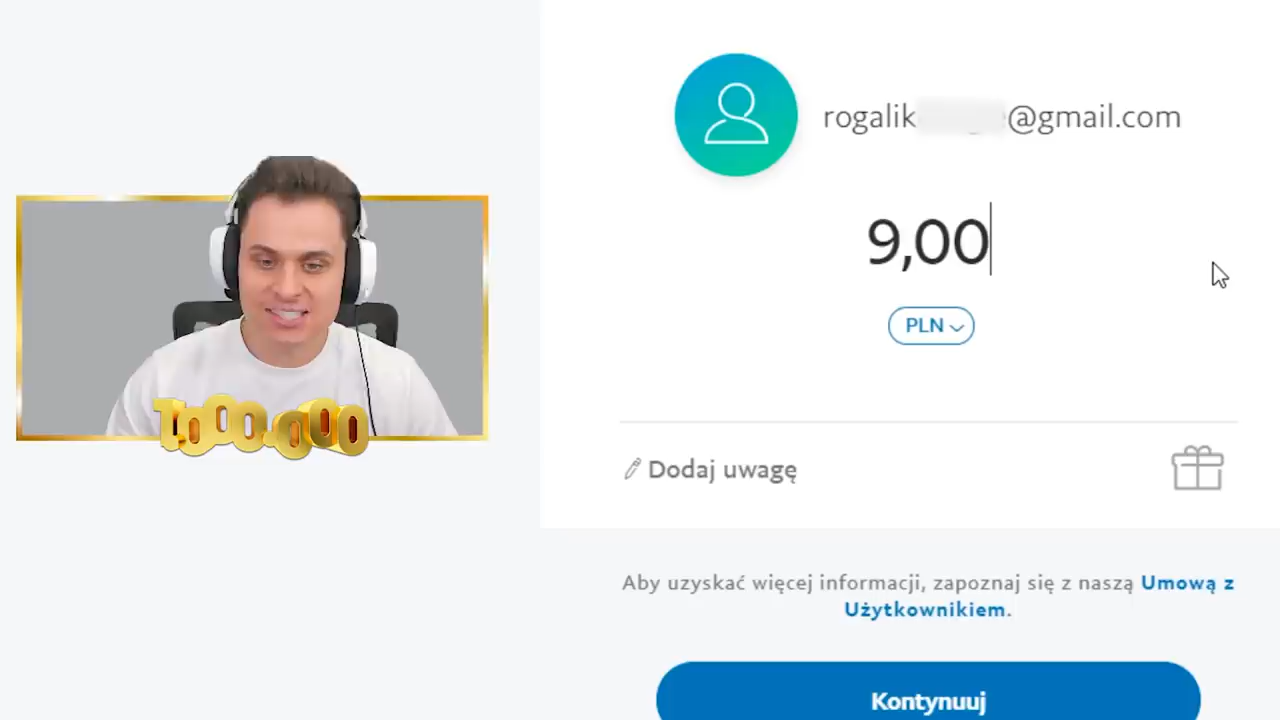 rogalik @gmail.com
9,00
PLN
Dodaj uwagę
Aby uzyskać więcej informacji, zapoznaj się z naszą Umową z
Użytkownikiem.
Kontynuuj
1.000.000